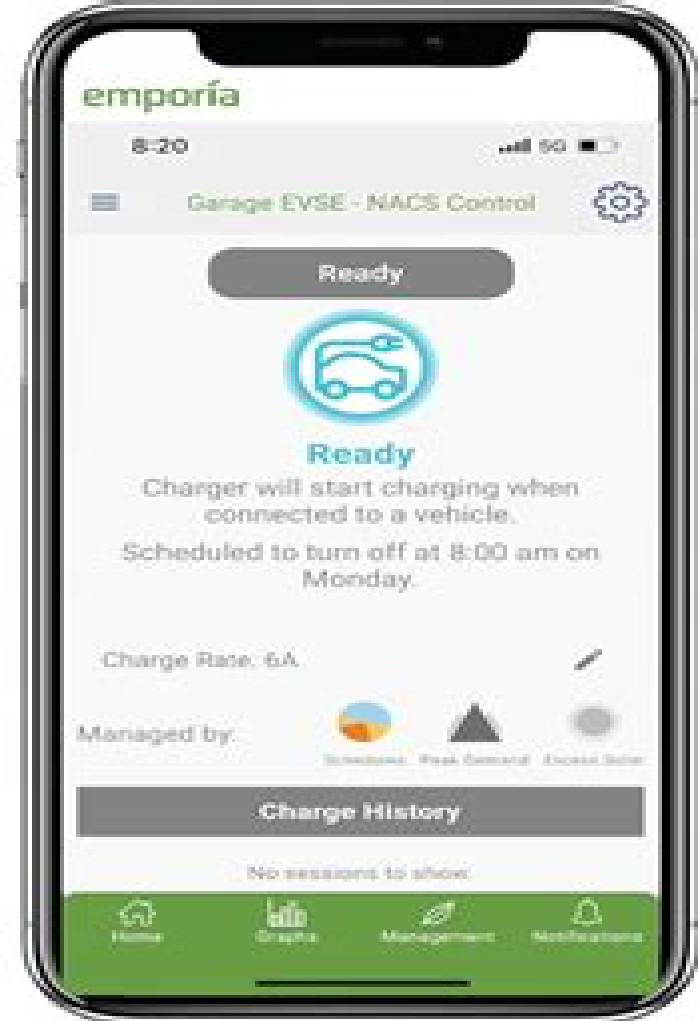 emporia
8:20
5G
Garage EVSE - NACS Control
Ready
Ready
Charger will start charging when
connected to a vehicle.
Scheduled to turn off at 8:00 am on
Monday.
Charge Rate: 6A
Managed by:
Schedules Peak Demand Excess Solar
Charge History
No sessions to show
Home Graphs Management Notifications